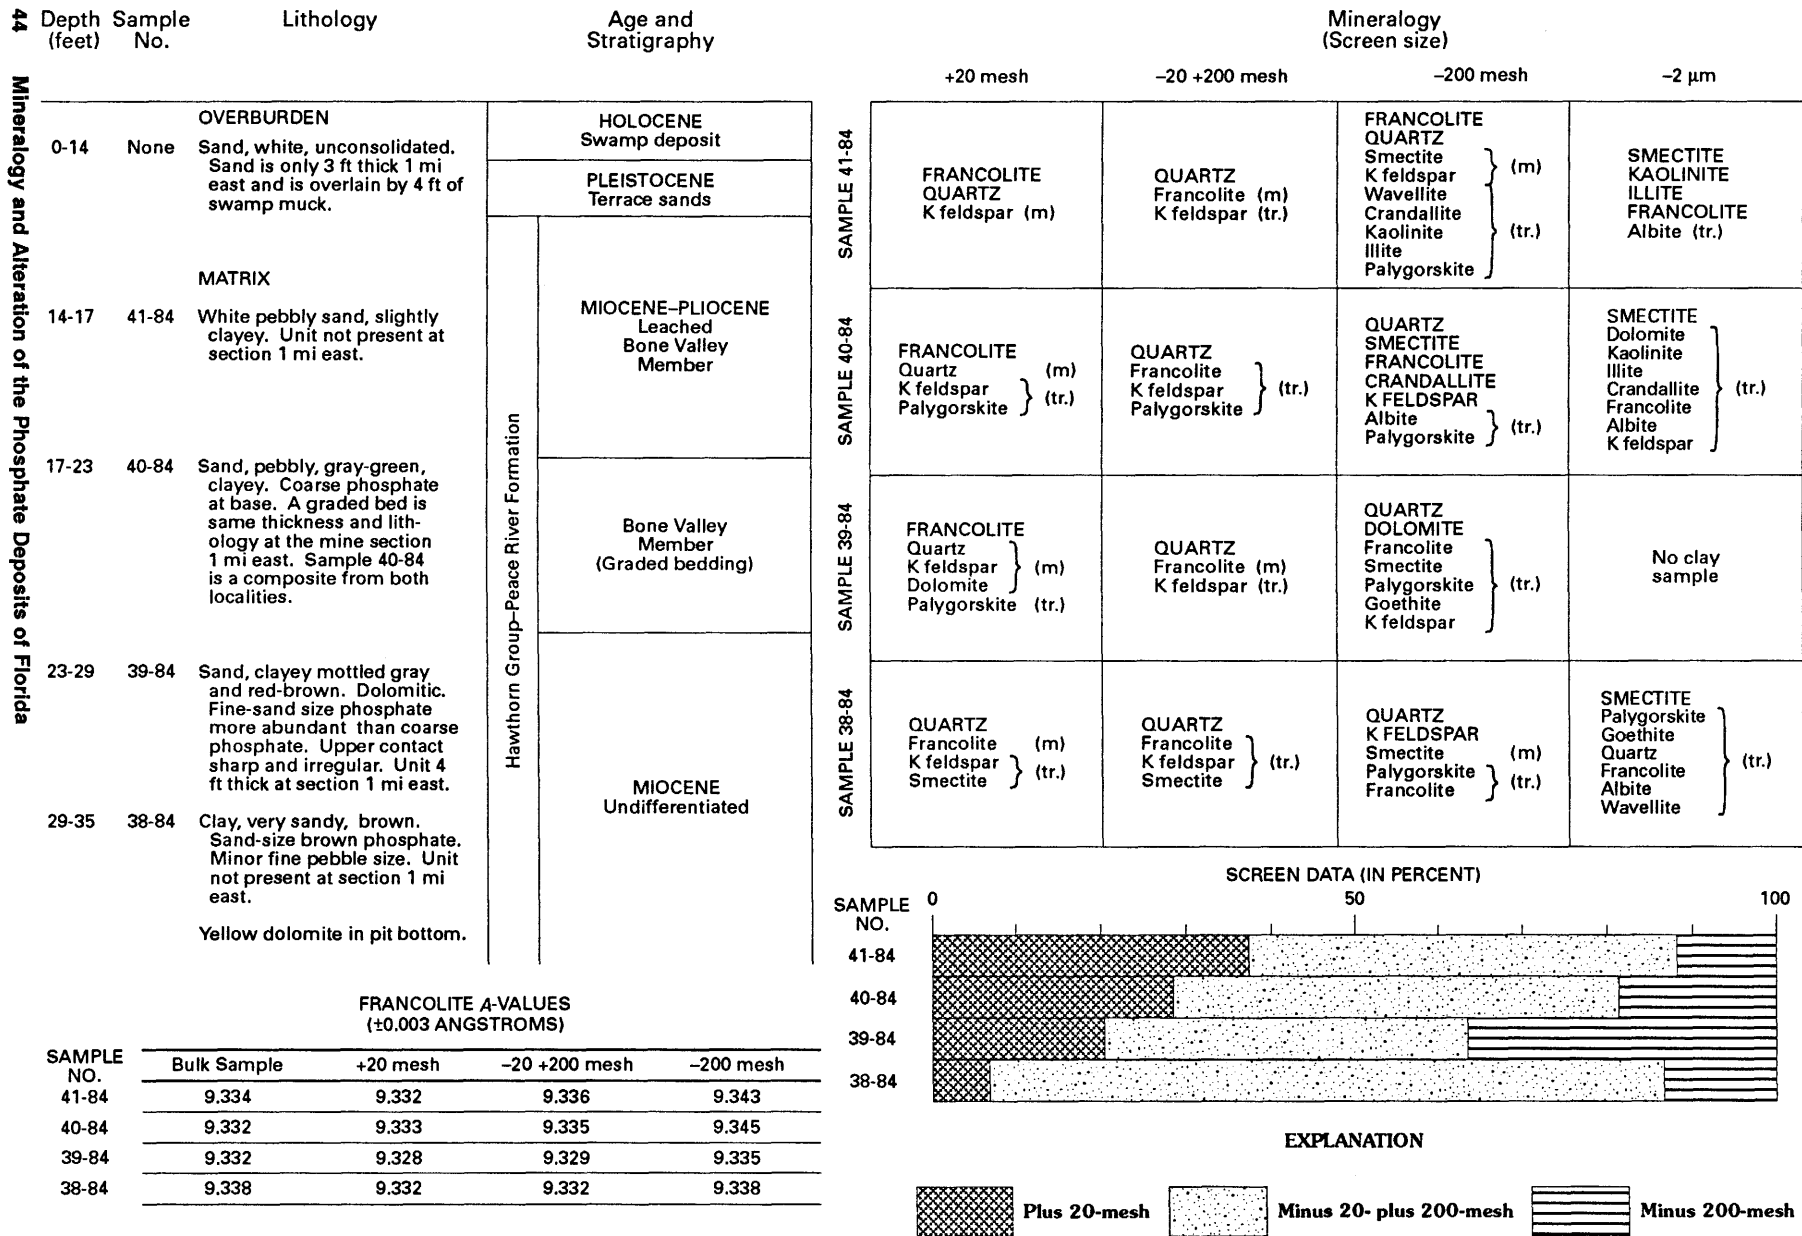 44 Mineralogy and Alteration of the Phosphate Deposits of Florida
Depth (feet)
Sample No.
Lithology
Age and Stratigraphy
OVERBURDEN
0-14 None Sand, white, unconsolidated.
Sand is only 3 ft thick 1 mi
east and is overlain by 4 ft of
swamp muck.
MATRIX
14-17 41-84 White pebbly sand, slightly
clayey. Unit not present at
section 1 mi east.
17-23 40-84 Sand, pebbly, gray-green,
clayey. Coarse phosphate
at base. A graded bed is
same thickness and lith-
ology at the mine section
1 mi east. Sample 40-84
is a composite from both
localities.
23-29 39-84 Sand, clayey mottled gray
and red-brown. Dolomitic.
Fine-sand size phosphate
more abundant than coarse
phosphate. Upper contact
sharp and irregular. Unit 4
ft thick at section 1 mi east.
29-35 38-84 Clay, very sandy, brown.
Sand-size brown phosphate.
Minor fine pebble size. Unit
not present at section 1 mi
east.
Yellow dolomite in pit bottom.
Hawthorn Group–Peace River Formation
HOLOCENE
Swamp deposit
PLEISTOCENE
Terrace sands
MIOCENE–PLIOCENE
Leached
Bone Valley
Member
Bone Valley
Member
(Graded bedding)
MIOCENE
Undifferentiated
Mineralogy
(Screen size)
+20 mesh –20 +200 mesh –200 mesh –2 µm
SAMPLE 41-84
FRANCOLITE
QUARTZ
K feldspar (m)
QUARTZ
Francolite (m)
K feldspar (tr.)
FRANCOLITE
QUARTZ
Smectite
K feldspar
(m)
Wavellite
Crandallite
Kaolinite
Illite
Palygorskite
(tr.)
SMECTITE
KAOLINITE
ILLITE
FRANCOLITE
Albite (tr.)
SAMPLE 40-84
FRANCOLITE
Quartz (m)
K feldspar
Palygorskite
(tr.)
QUARTZ
Francolite
K feldspar
Palygorskite
(tr.)
QUARTZ
SMECTITE
FRANCOLITE
CRANDALLITE
K FELDSPAR
Albite
Palygorskite
(tr.)
SMECTITE
Dolomite
Kaolinite
Illite
Crandallite
Francolite
Albite
K feldspar
(tr.)
SAMPLE 39-84
FRANCOLITE
Quartz
K feldspar
Dolomite
(m)
Palygorskite (tr.)
QUARTZ
Francolite (m)
K feldspar (tr.)
QUARTZ
DOLOMITE
Francolite
Smectite
Palygorskite
Goethite
K feldspar
(tr.)
No clay
sample
SAMPLE 38-84
QUARTZ
Francolite (m)
K feldspar
Smectite
(tr.)
QUARTZ
Francolite
K feldspar
Smectite
(tr.)
QUARTZ
K FELDSPAR
Smectite (m)
Palygorskite
Francolite
(tr.)
SMECTITE
Palygorskite
Goethite
Quartz
Francolite
Albite
Wavellite
(tr.)
FRANCOLITE A-VALUES
(±0.003 ANGSTROMS)
SAMPLE NO. Bulk Sample +20 mesh –20 +200 mesh –200 mesh
41-84 9.334 9.332 9.336 9.343
40-84 9.332 9.333 9.335 9.345
39-84 9.332 9.328 9.329 9.335
38-84 9.338 9.332 9.332 9.338
SCREEN DATA (IN PERCENT)
SAMPLE NO.
0 50 100
41-84
40-84
39-84
38-84
EXPLANATION
Plus 20-mesh Minus 20- plus 200-mesh Minus 200-mesh